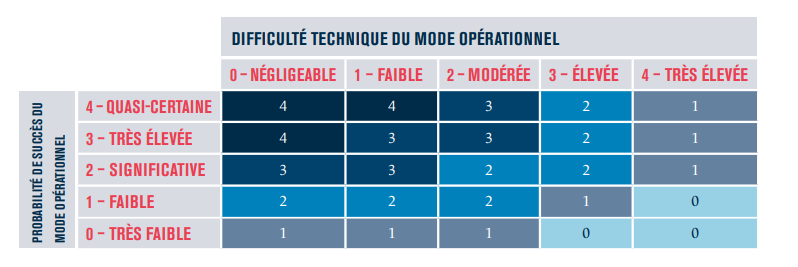 DIFFICULTÉ TECHNIQUE DU MODE OPÉRATIONNEL
0 – NÉGLIGEABLE 1 – FAIBLE 2 – MODÉRÉE 3 – ÉLEVÉE 4 – TRÈS ÉLEVÉE
PROBABILITÉ DE SUCCÈS DU
MODE OPÉRATIONNEL
4 – QUASI-CERTAINE 4 4 3 2 1
3 – TRÈS ÉLEVÉE 4 3 3 2 1
2 – SIGNIFICATIVE 3 3 2 2 1
1 – FAIBLE 2 2 2 1 0
0 – TRÈS FAIBLE 1 1 1 0 0